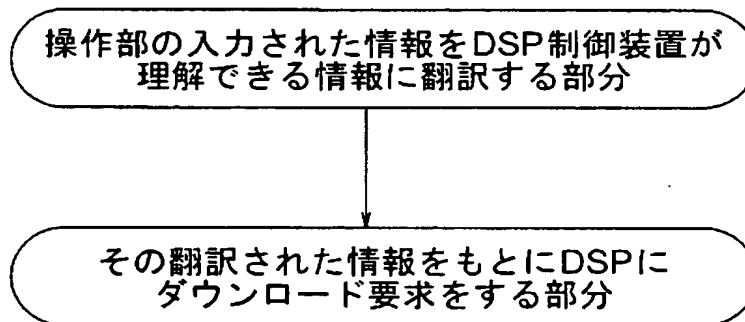 操作部の入力された情報をDSP制御装置が
理解できる情報に翻訳する部分
その翻訳された情報をもとにDSPに
ダウンロード要求をする部分